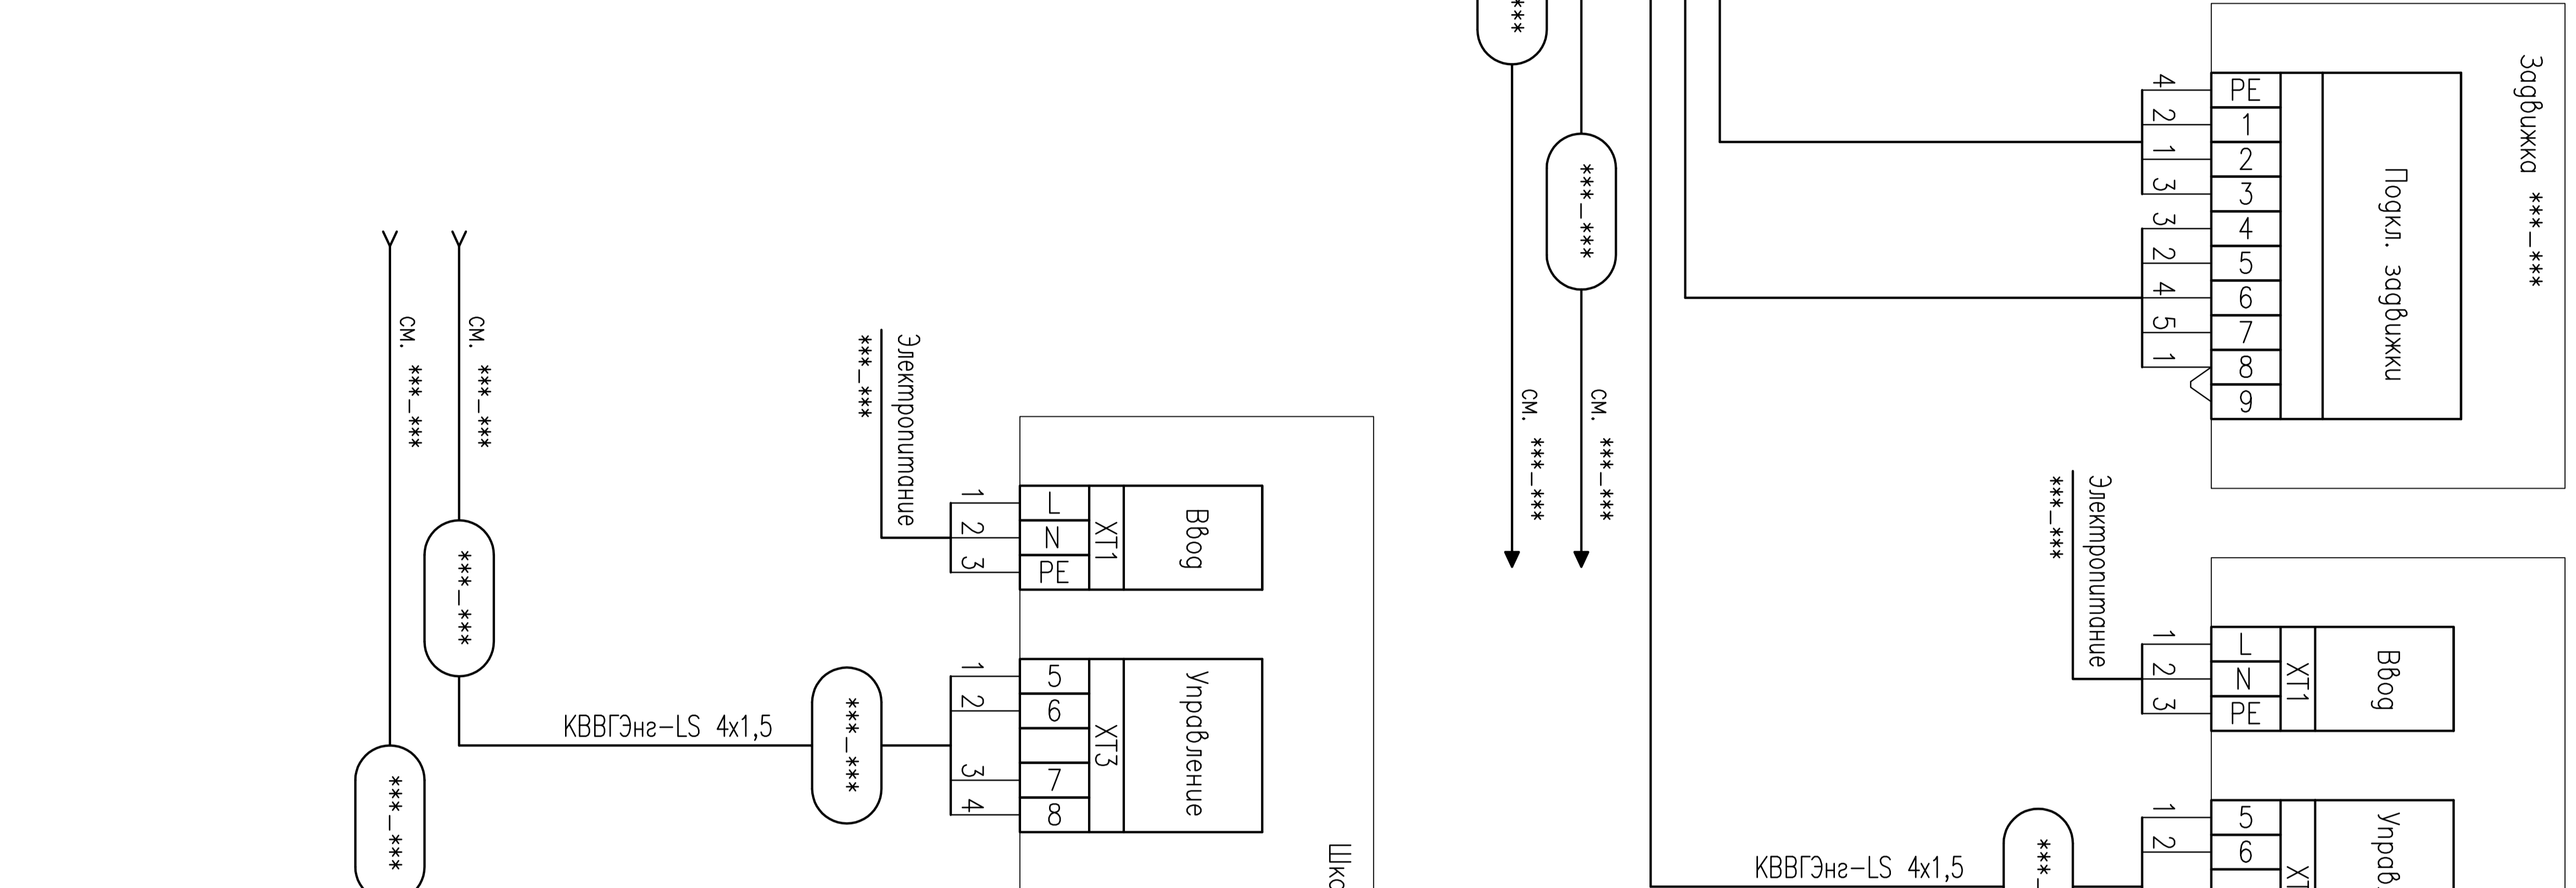 ***
***_***
см. ***_***
см. ***_***
Задвижка ***_***
Подкл. задвижки
PE
1
2
3
4
5
6
7
8
9
4
2
1
3
3
2
4
5
1
см. ***_***
см. ***_***
***_***
***_***
Электропитание
***_***
Ввод
XT1
L
N
PE
1
2
3
Управление
XT3
5
6
7
8
1
2
3
4
***_***
КВВГЭнг-LS 4x1,5
Электропитание
***_***
Ввод
XT1
L
N
PE
1
2
3
5
6
1
2
КВВГЭнг-LS 4x1,5